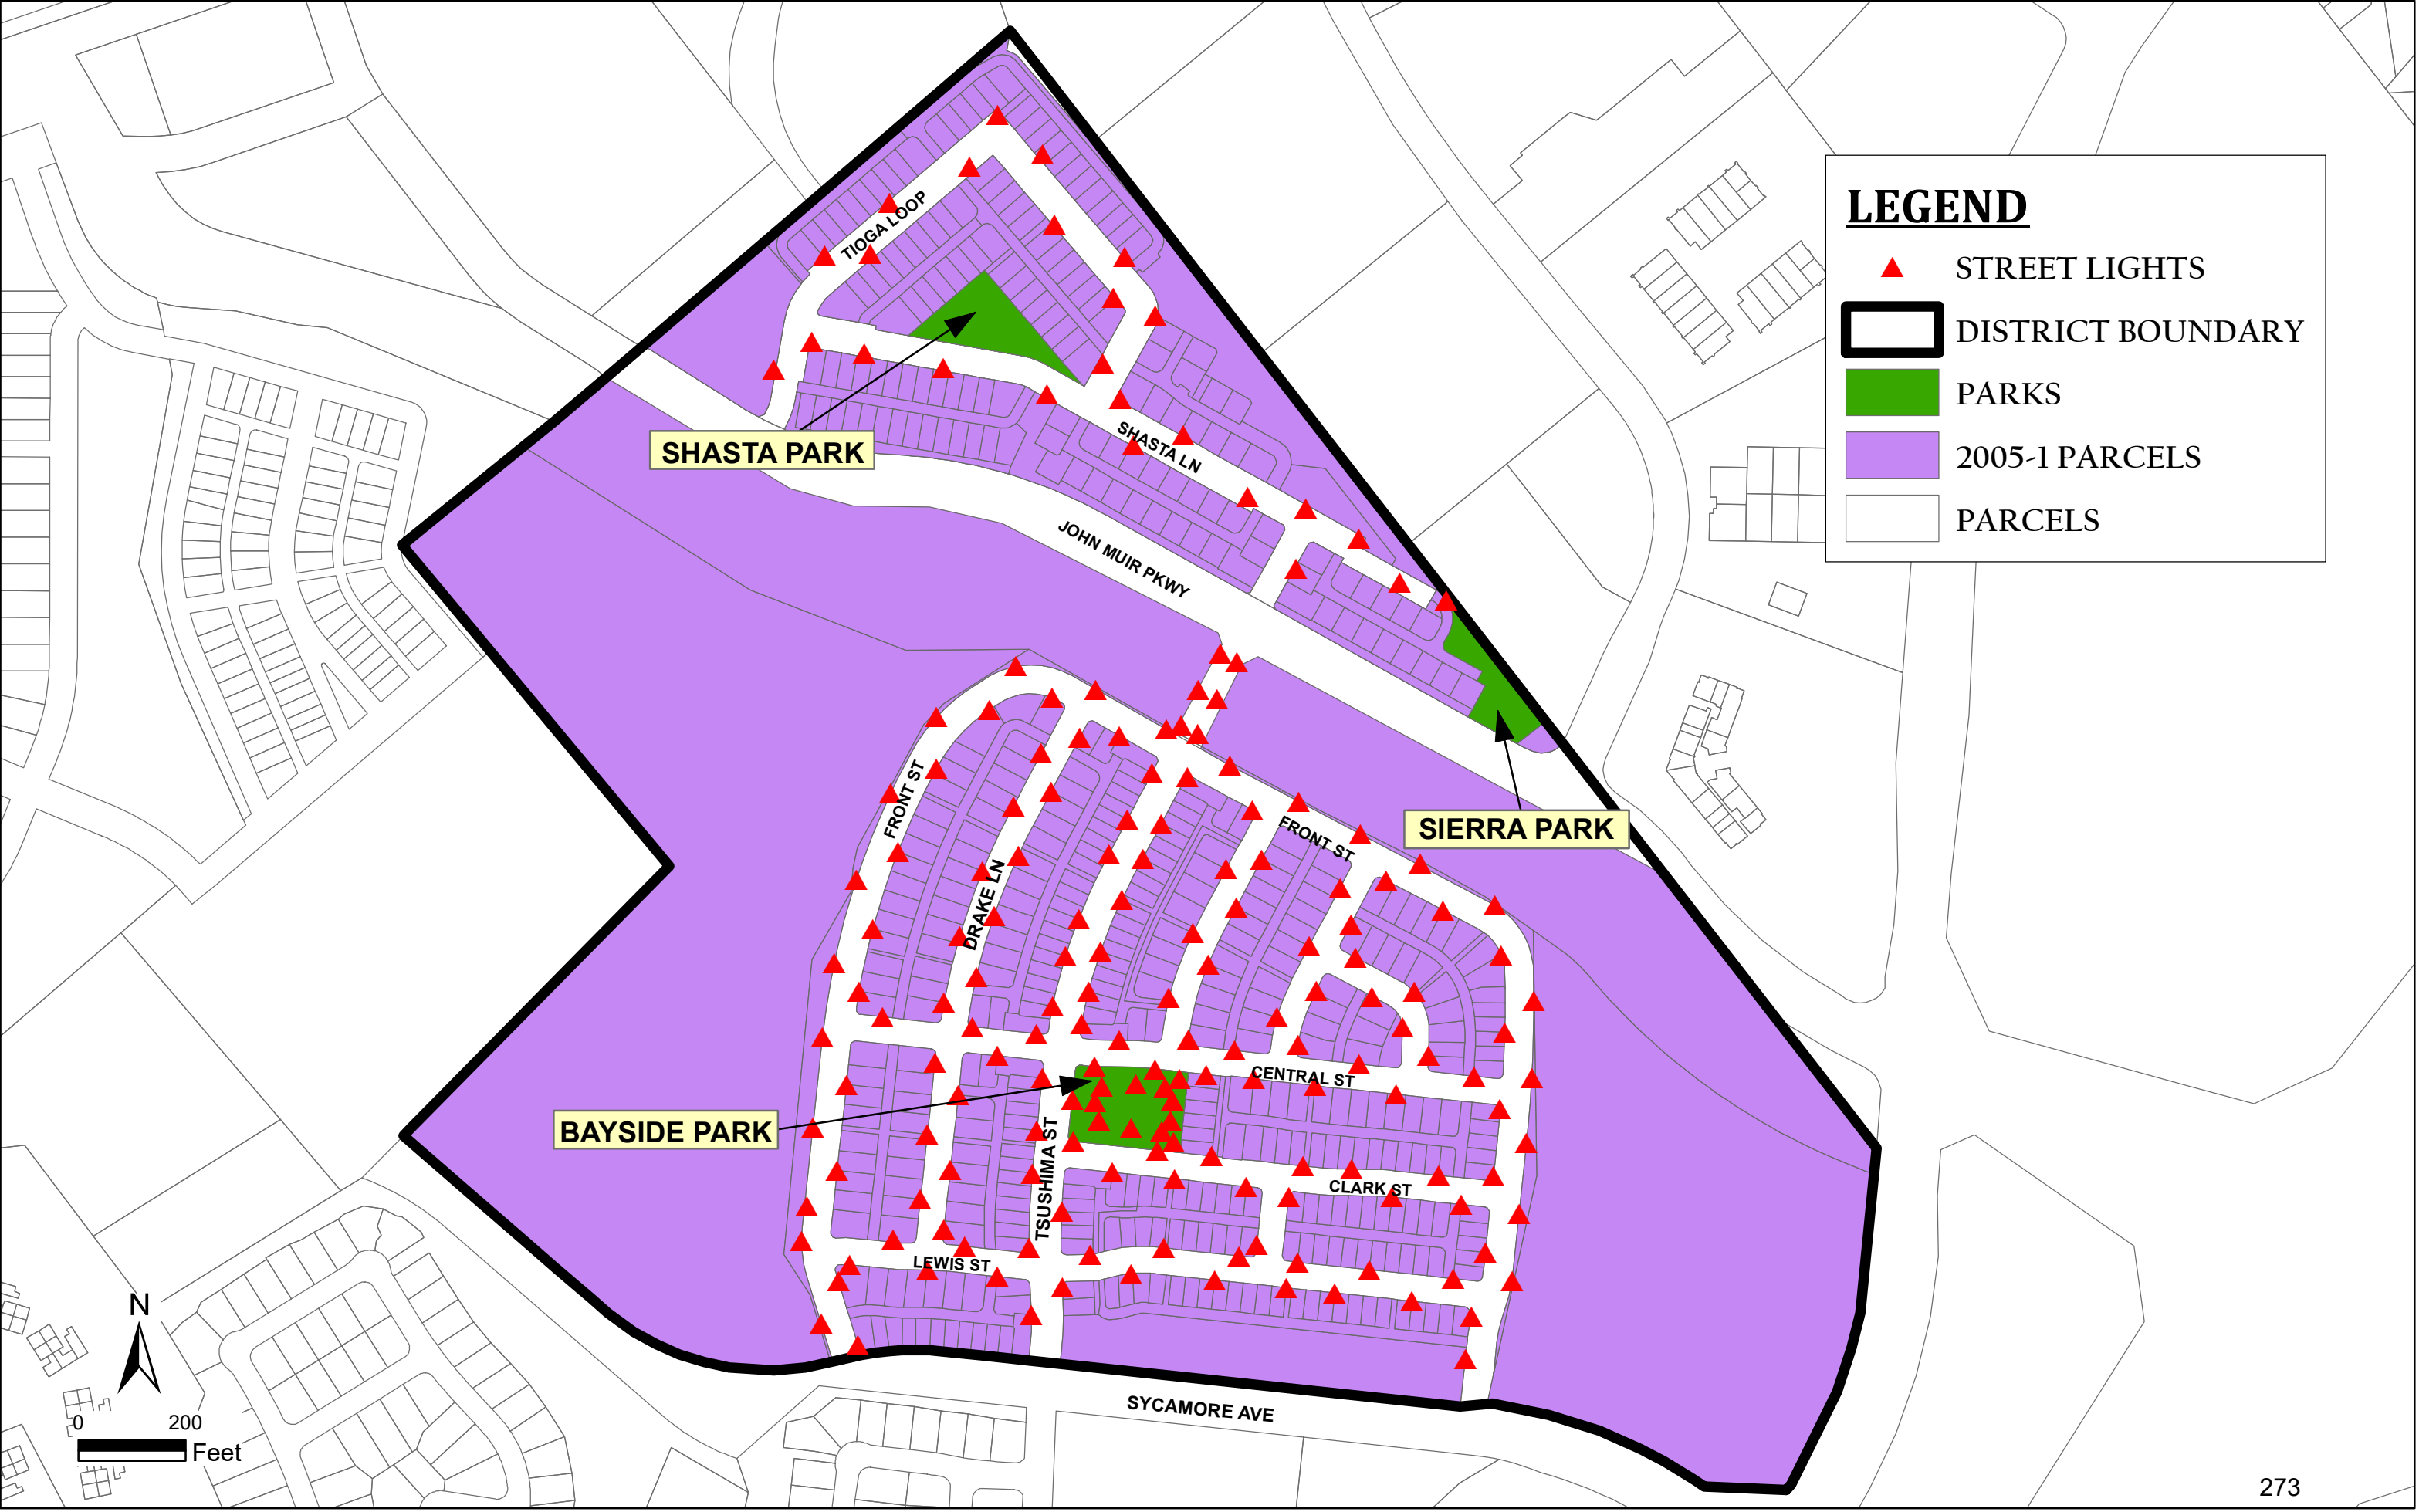 LEGEND
STREET LIGHTS
DISTRICT BOUNDARY
PARKS
2005-1 PARCELS
PARCELS
TIOGA LOOP
SHASTA PARK
SHASTA LN
JOHN MUIR PKWY
FRONT ST
FRONT ST
SIERRA PARK
DRAKE LN
CENTRAL ST
BAYSIDE PARK
TSUSHIMA ST
CLARK ST
LEWIS ST
SYCAMORE AVE
N
0 200
Feet
273